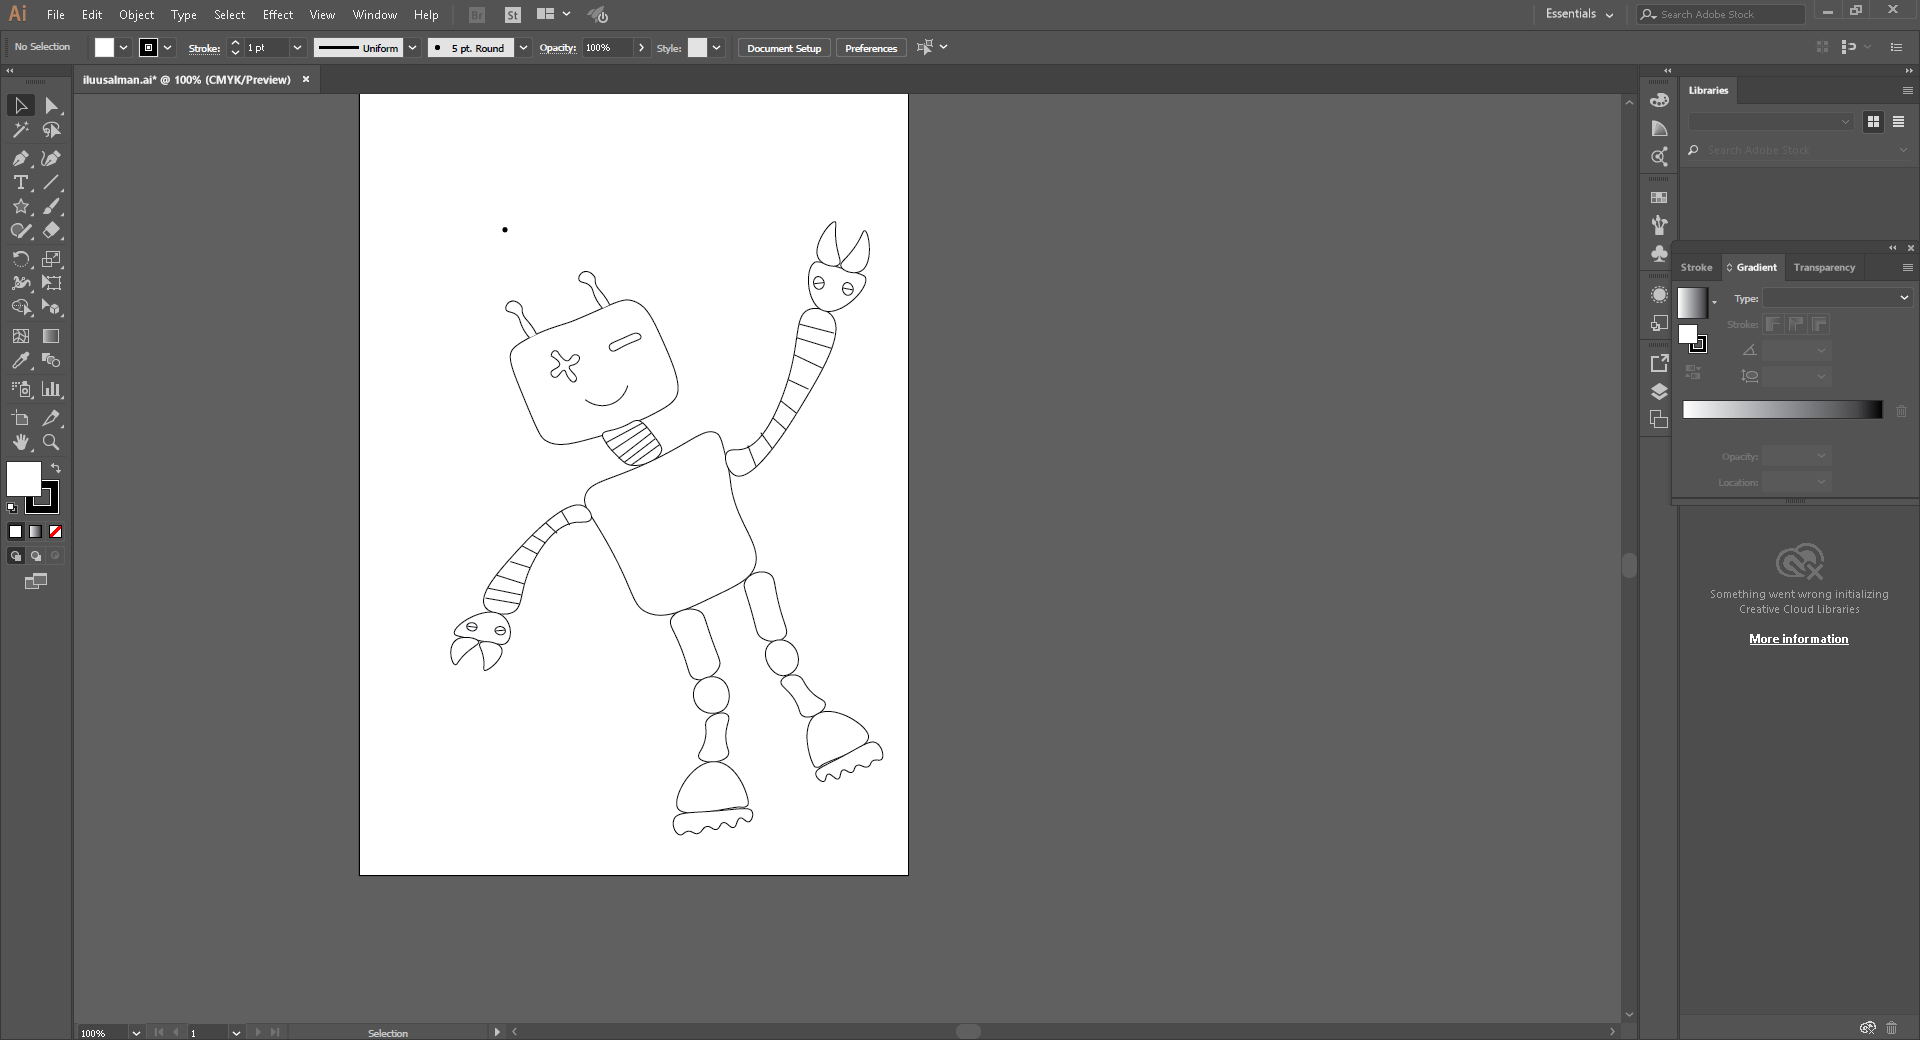 Ai File Edit Object Type Select Effect View Window Help Br St Essentials Search Adobe Stock
No Selection Stroke: 1 pt Uniform 5 pt. Round Opacity: 100% Style: Document Setup Preferences
iluusalman.ai* @ 100% (CMYK/Preview) ×
Libraries
Search Adobe Stock
Stroke Gradient Transparency
Type:
Stroke:
Opacity:
Location:
Something went wrong initializing
Creative Cloud Libraries
More information
100% 1 Selection